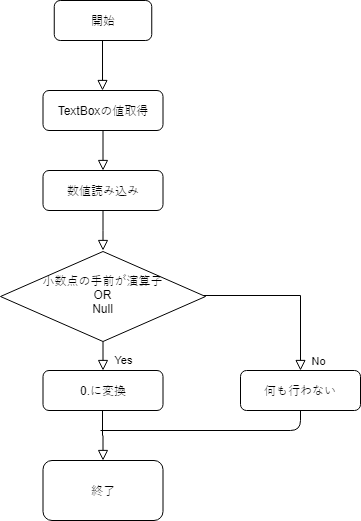 開始
TextBoxの値取得
数値読み込み
小数点の手前が演算子
OR
Null
Yes
No
0.に変換
何も行わない
終了